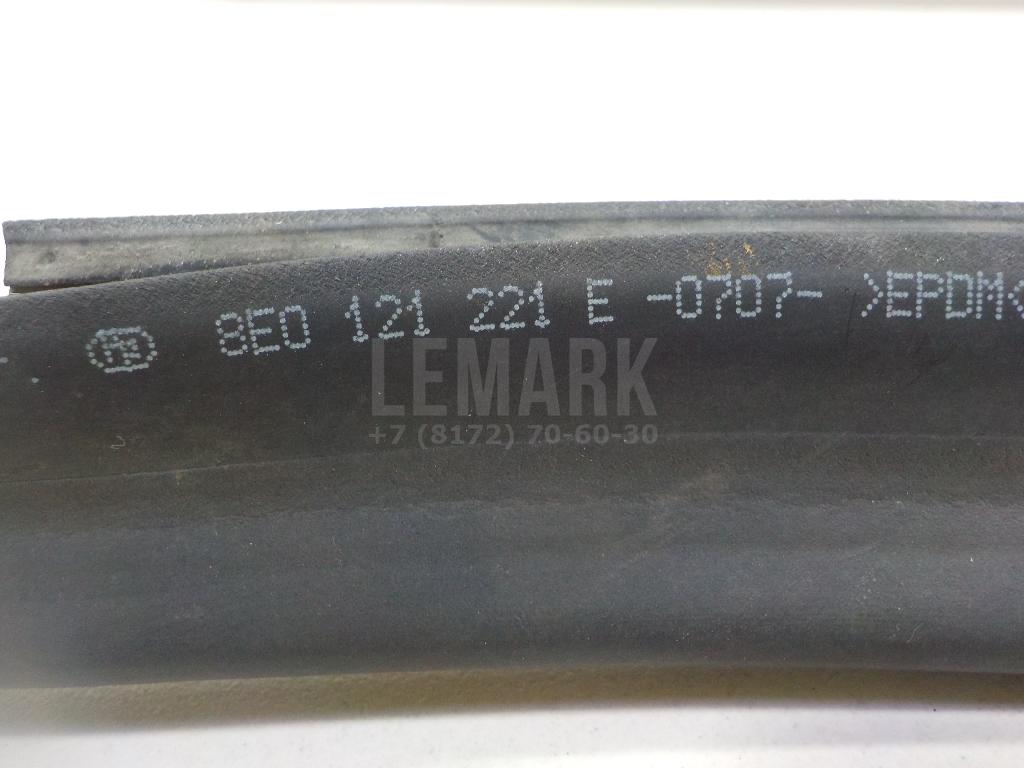 8E0 121 221 E -0707- >EPDM<
LEMARK
+7 (8172) 70-60-30